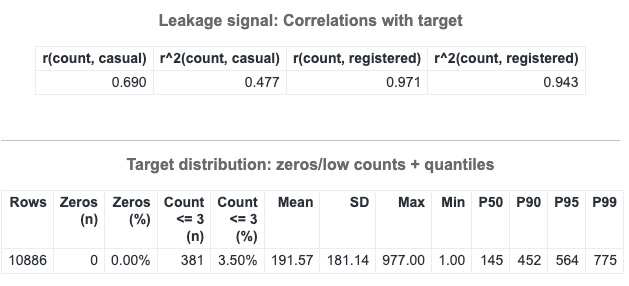 Leakage signal: Correlations with target
r(count, casual) r^2(count, casual) r(count, registered) r^2(count, registered)
0.690 0.477 0.971 0.943
Target distribution: zeros/low counts + quantiles
Rows Zeros (n) Zeros (%) Count <= 3 (n) Count <= 3 (%) Mean SD Max Min P50 P90 P95 P99
10886 0 0.00% 381 3.50% 191.57 181.14 977.00 1.00 145 452 564 775